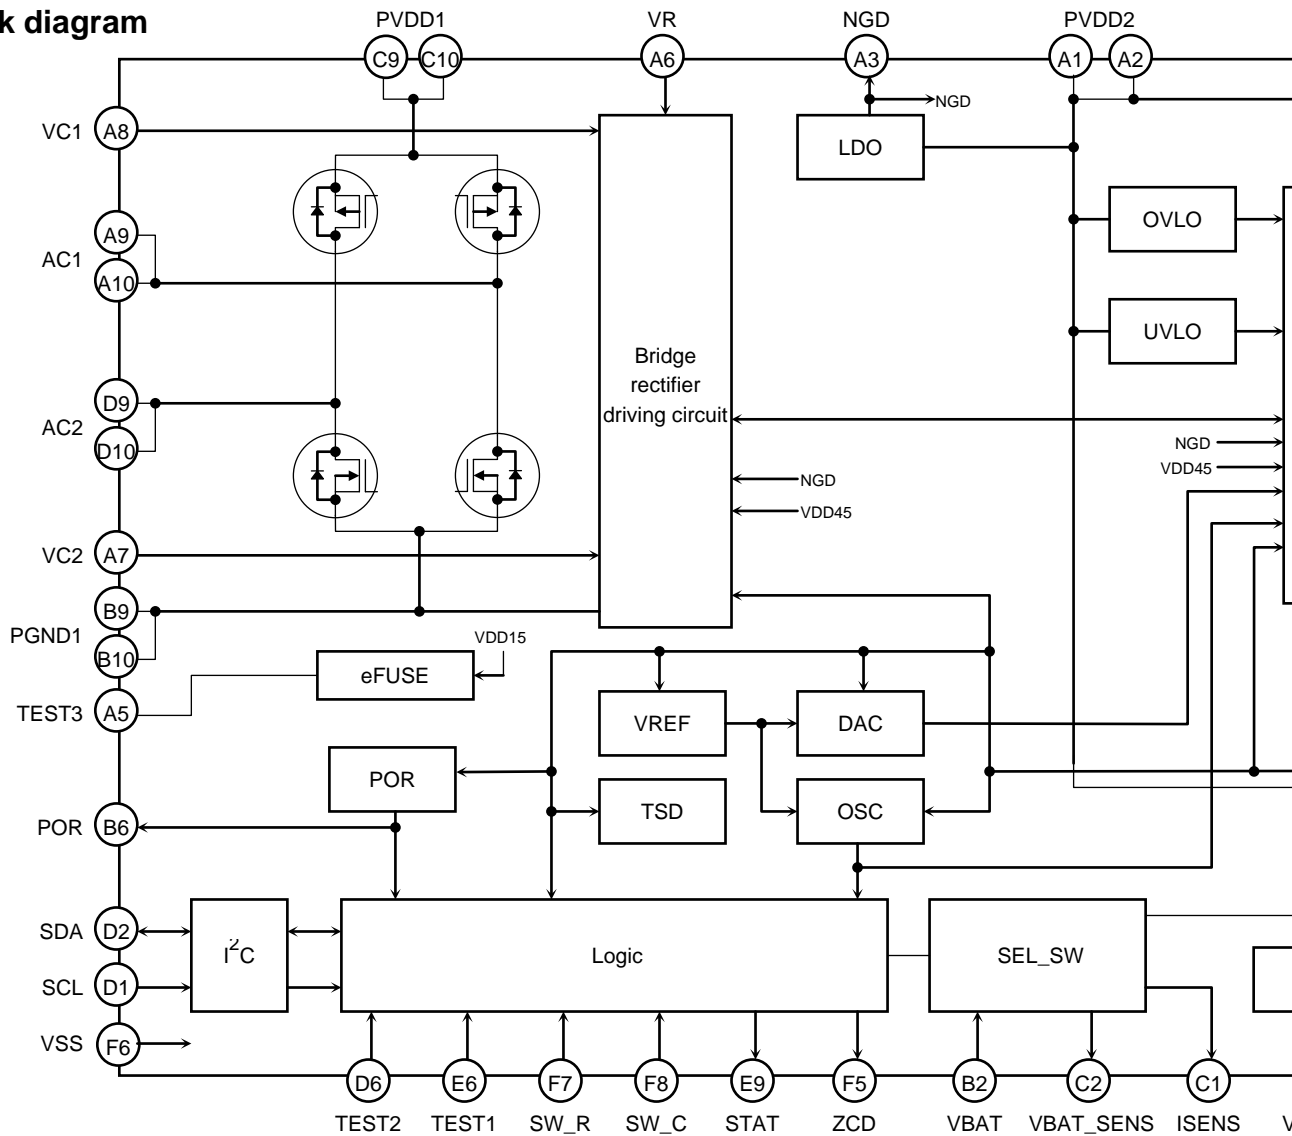 k diagram
PVDD1 VR NGD PVDD2
C9 C10 A6 A3 A1 A2
NGD
VC1 A8
LDO
A9
AC1
A10
OVLO
UVLO
Bridge
rectifier
driving circuit
D9
AC2
D10
NGD
VDD45
NGD
VDD45
VC2 A7
B9
PGND1
B10
VDD15
eFUSE
TEST3 A5
VREF DAC
POR
TSD OSC
POR B6
SDA D2
I2C
Logic
SEL_SW
SCL D1
VSS F6
D6 E6 F7 F8 E9 F5 B2 C2 C1
TEST2 TEST1 SW_R SW_C STAT ZCD VBAT VBAT_SENS ISENS V